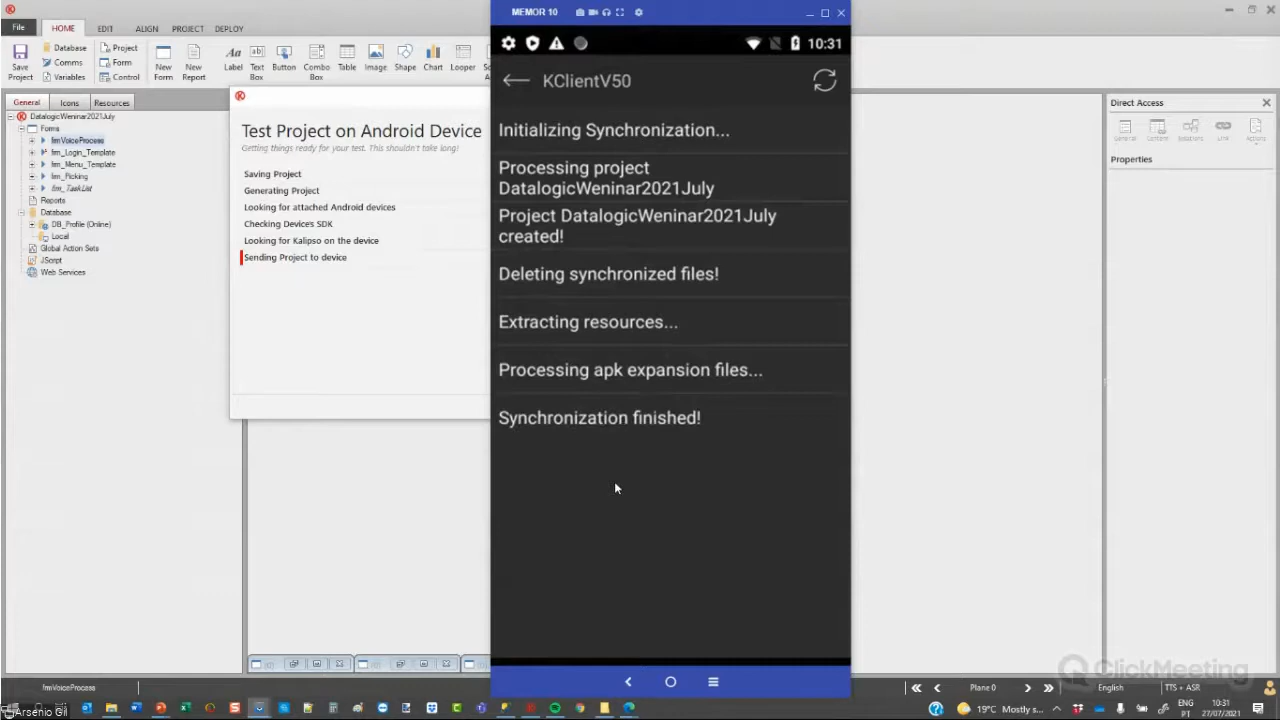 MEMOR 10
File
HOME
EDIT
ALIGN
PROJECT
DEPLOY
Save
Project
Database
Comms
Variables
Project
Form
Control
New
Form
New
Report
Label
Text
Box
Button
Combo
Box
Table
Image
Shape
Chart
Looper
10:31
General
Icons
Resources
DatalogicWeninar2021July
Forms
frmVoiceProcess
frm_Login_Template
frm_Menu_Template
frm_Picking
frm_TaskList
Reports
Database
DB_Profile (Online)
Local
Global Action Sets
JScript
Web Services
Test Project on Android Device
Getting things ready for your test. This shouldn't take long!
Saving Project
Generating Project
Looking for attached Android devices
Checking Devices SDK
Looking for Kalipso on the device
Sending Project to device
KClientV50
Initializing Synchronization...
Processing project
DatalogicWeninar2021July
Project DatalogicWeninar2021July
created!
Deleting synchronized files!
Extracting resources...
Processing apk expansion files...
Synchronization finished!
Direct Access
General
Actions
Properties
ClickMeeting
frmVoiceProcess
Plane 0
English
TTS + ASR
Arsenio Gil
19°C Mostly s...
ENG
PT
10:31
27/07/2021